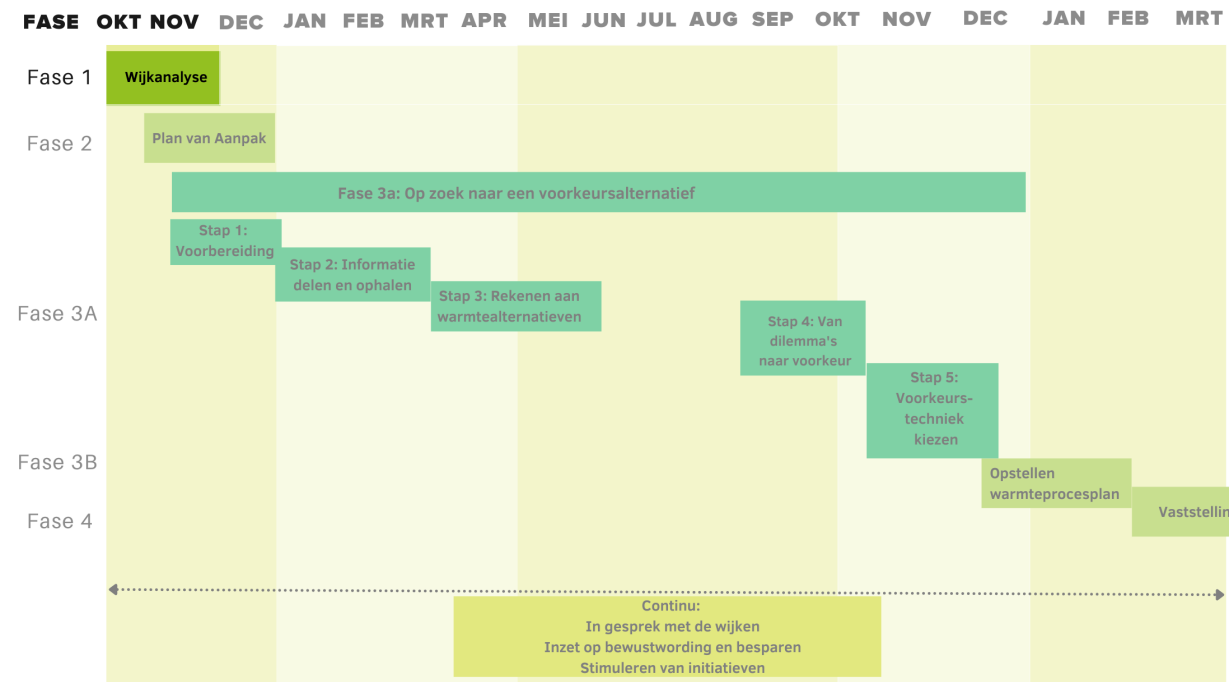 FASE OKT NOV DEC JAN FEB MRT APR MEI JUN JUL AUG SEP OKT NOV DEC JAN FEB MRT
Fase 1
Wijkanalyse
Fase 2
Plan van Aanpak
Fase 3a: Op zoek naar een voorkeursalternatief
Stap 1:
Voorbereiding
Stap 2: Informatie
delen en ophalen
Stap 3: Rekenen aan
warmtealternatieven
Fase 3A
Stap 4: Van
dilemma's
naar voorkeur
Stap 5:
Voorkeurs-
techniek
kiezen
Fase 3B
Opstellen
warmteprocesplan
Fase 4
Vaststellin
Continu:
In gesprek met de wijken
Inzet op bewustwording en besparen
Stimuleren van initiatieven